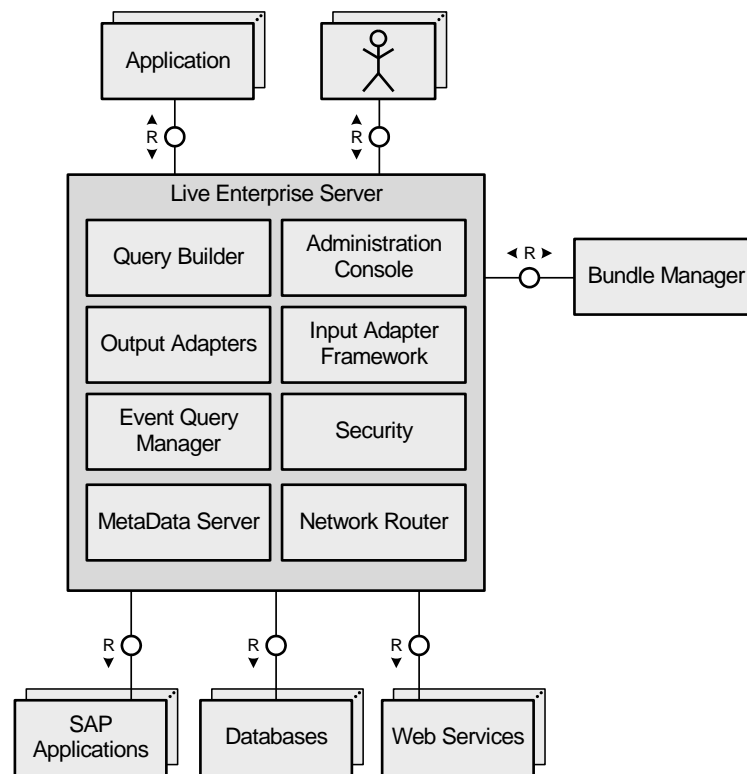 Application
R
R
Live Enterprise Server
Query Builder
Administration
Console
R
Bundle Manager
Output Adapters
Input Adapter
Framework
Event Query
Manager
Security
MetaData Server
Network Router
R
R
R
SAP
Applications
Databases
Web Services